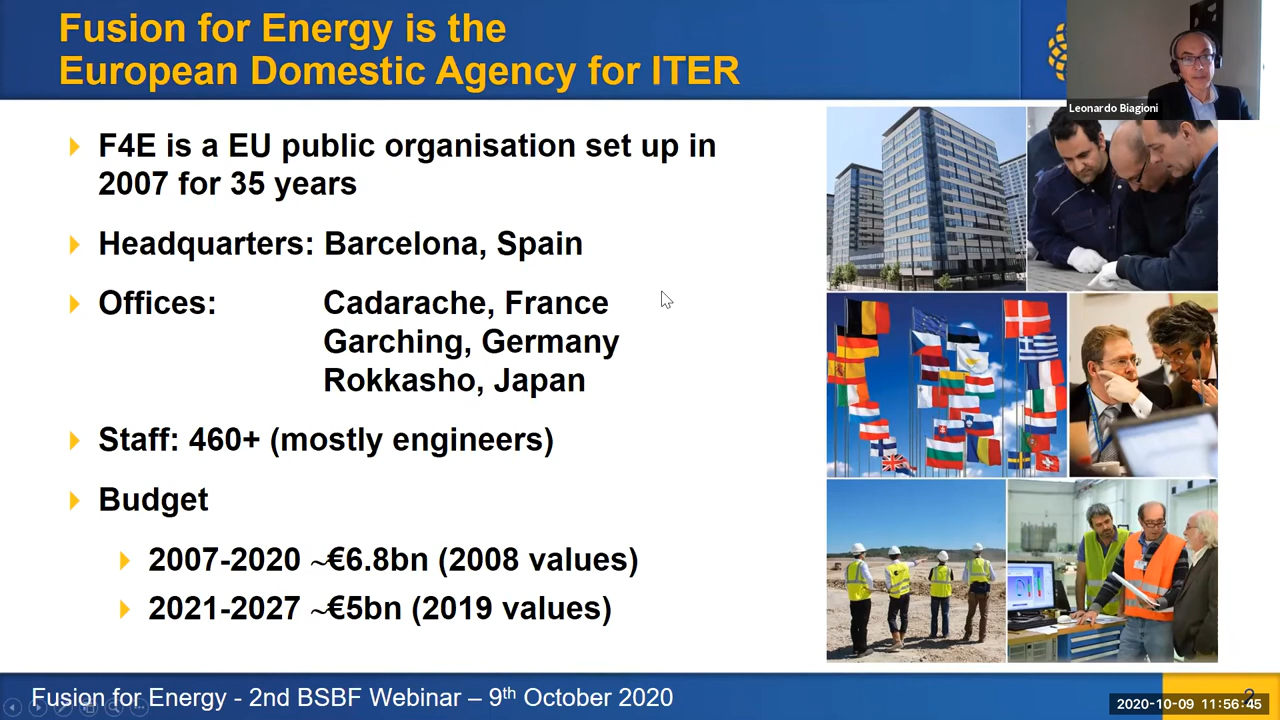 Fusion for Energy is the
European Domestic Agency for ITER
Leonardo Biagioni
F4E is a EU public organisation set up in
2007 for 35 years
Headquarters: Barcelona, Spain
Offices: Cadarache, France
Garching, Germany
Rokkasho, Japan
Staff: 460+ (mostly engineers)
Budget
2007-2020 ~€6.8bn (2008 values)
2021-2027 ~€5bn (2019 values)
Fusion for Energy - 2nd BSBF Webinar – 9th October 2020
2
2020-10-09 11:56:45